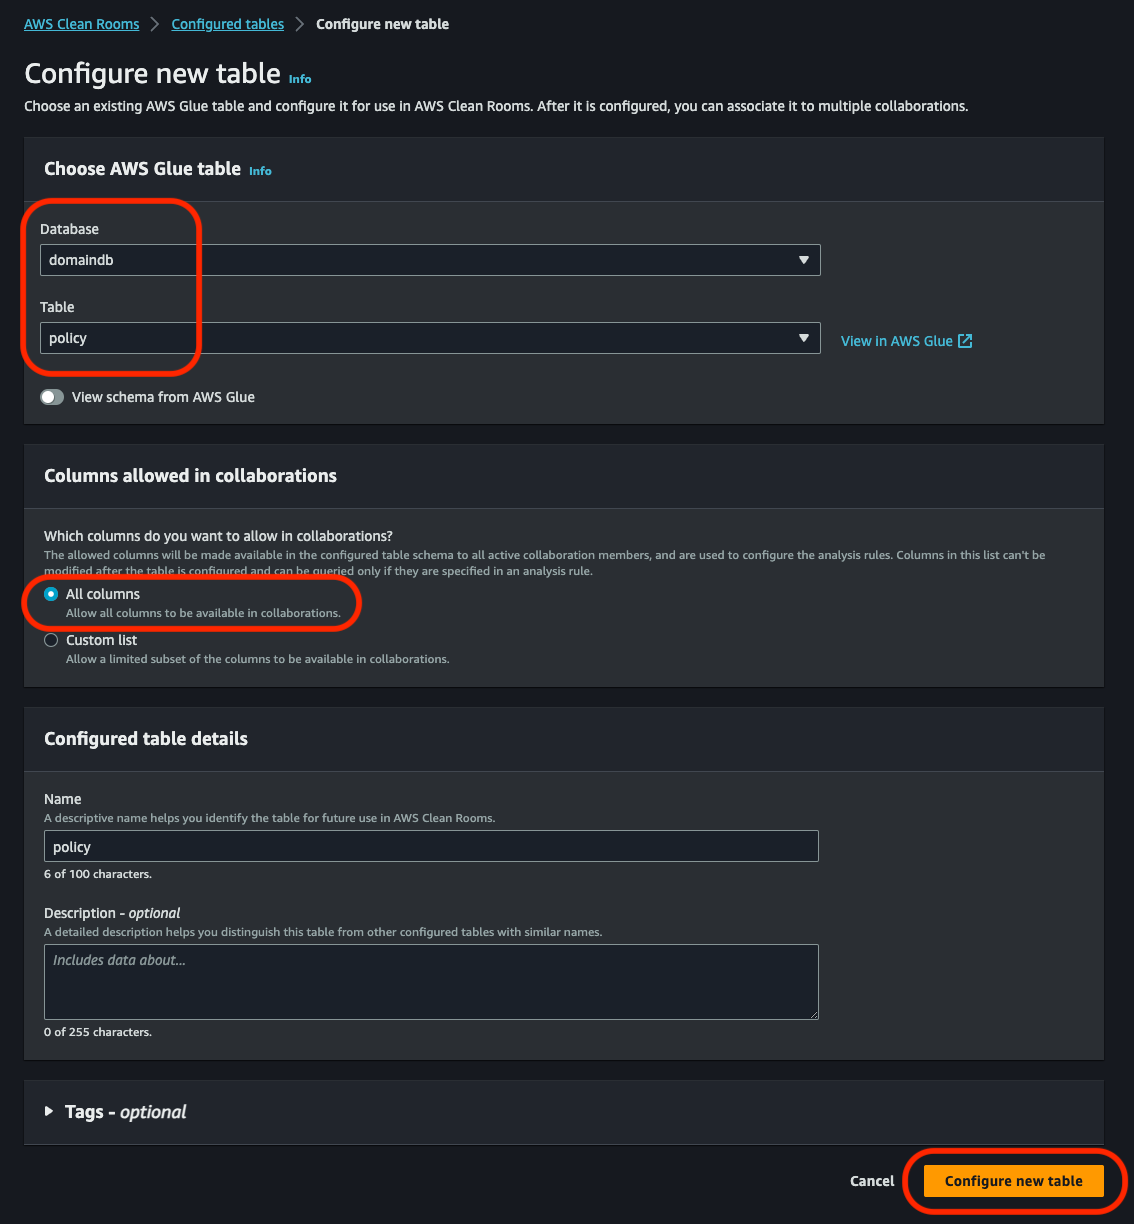 AWS Clean Rooms > Configured tables > Configure new table
Configure new table Info
Choose an existing AWS Glue table and configure it for use in AWS Clean Rooms. After it is configured, you can associate it to multiple collaborations.
Choose AWS Glue table Info
Database
domaindb
Table
policy
View in AWS Glue
View schema from AWS Glue
Columns allowed in collaborations
Which columns do you want to allow in collaborations?
The allowed columns will be made available in the configured table schema to all active collaboration members, and are used to configure the analysis rules. Columns in this list can't be
modified after the table is configured and can be queried only if they are specified in an analysis rule.
All columns
Allow all columns to be available in collaborations.
Custom list
Allow a limited subset of the columns to be available in collaborations.
Configured table details
Name
A descriptive name helps you identify the table for future use in AWS Clean Rooms.
policy
6 of 100 characters.
Description - optional
A detailed description helps you distinguish this table from other configured tables with similar names.
Includes data about...
0 of 255 characters.
Tags - optional
Cancel
Configure new table